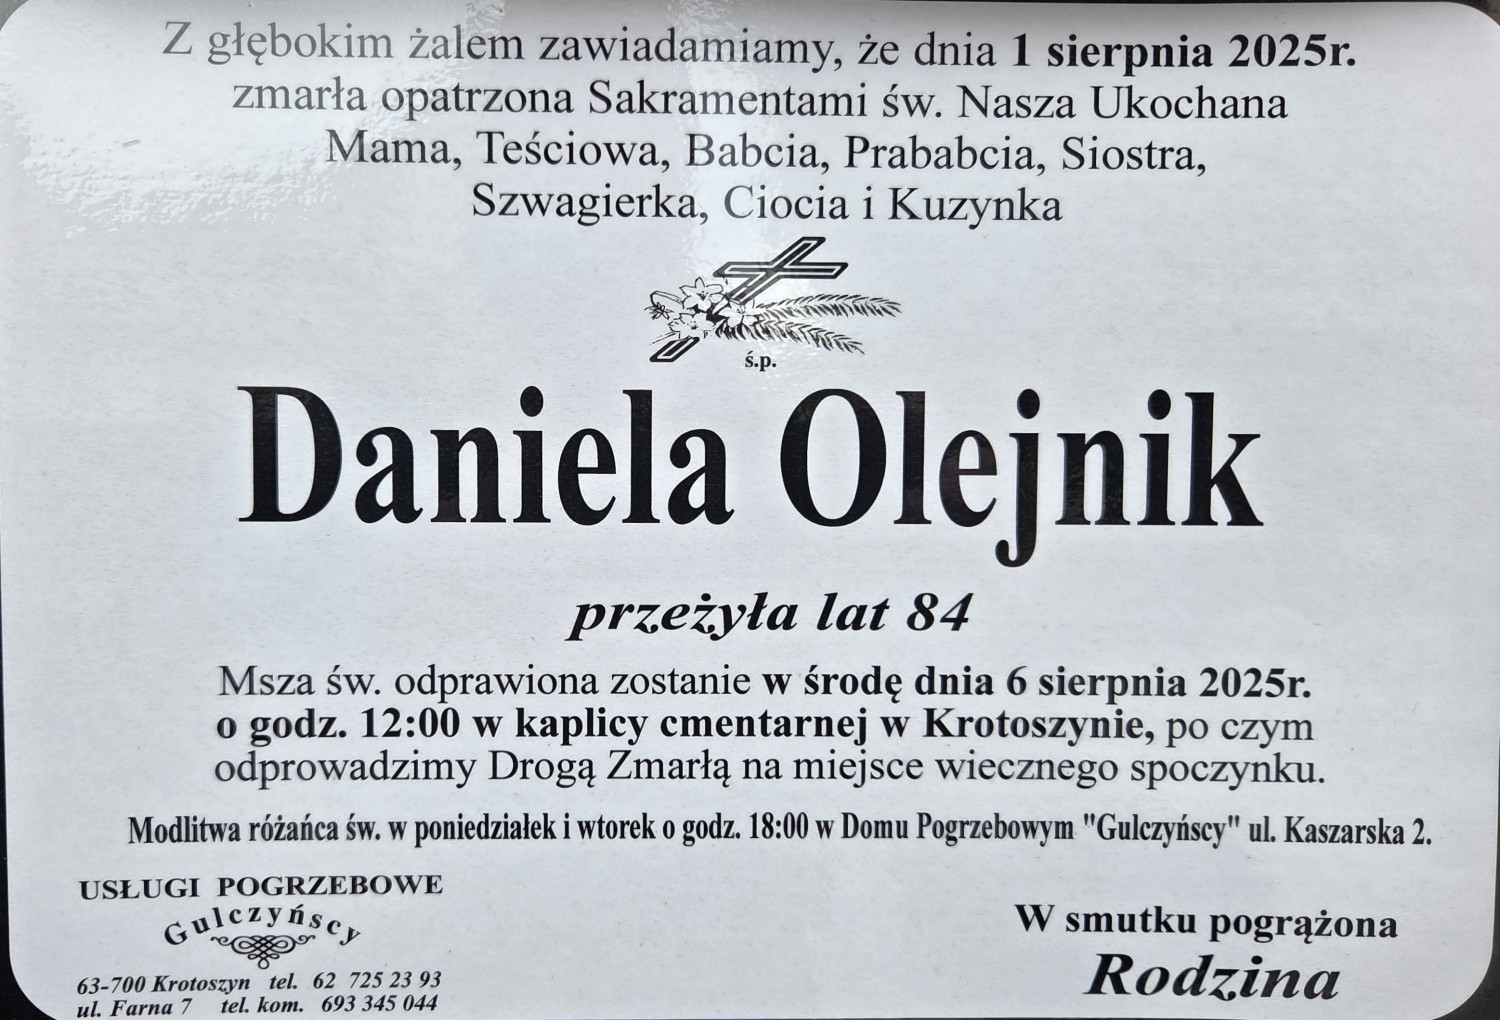 Z głębokim żalem zawiadamiamy, że dnia 1 sierpnia 2025r.
zmarła opatrzona Sakramentami św. Nasza Ukochana
Mama, Teściowa, Babcia, Prababcia, Siostra,
Szwagierka, Ciocia i Kuzynka
ś.p.
Daniela Olejnik
przeżyła lat 84
Msza św. odprawiona zostanie w środę dnia 6 sierpnia 2025r.
o godz. 12:00 w kaplicy cmentarnej w Krotoszynie, po czym
odprowadzimy Drogą Zmarłą na miejsce wiecznego spoczynku.
Modlitwa różańca św. w poniedziałek i wtorek o godz. 18:00 w Domu Pogrzebowym "Gulczyńscy" ul. Kaszarska 2.
USŁUGI POGRZEBOWE
Gulczyńscy
63-700 Krotoszyn tel. 62 725 23 93
ul. Farna 7 tel. kom. 693 345 044
W smutku pogrążona
Rodzina